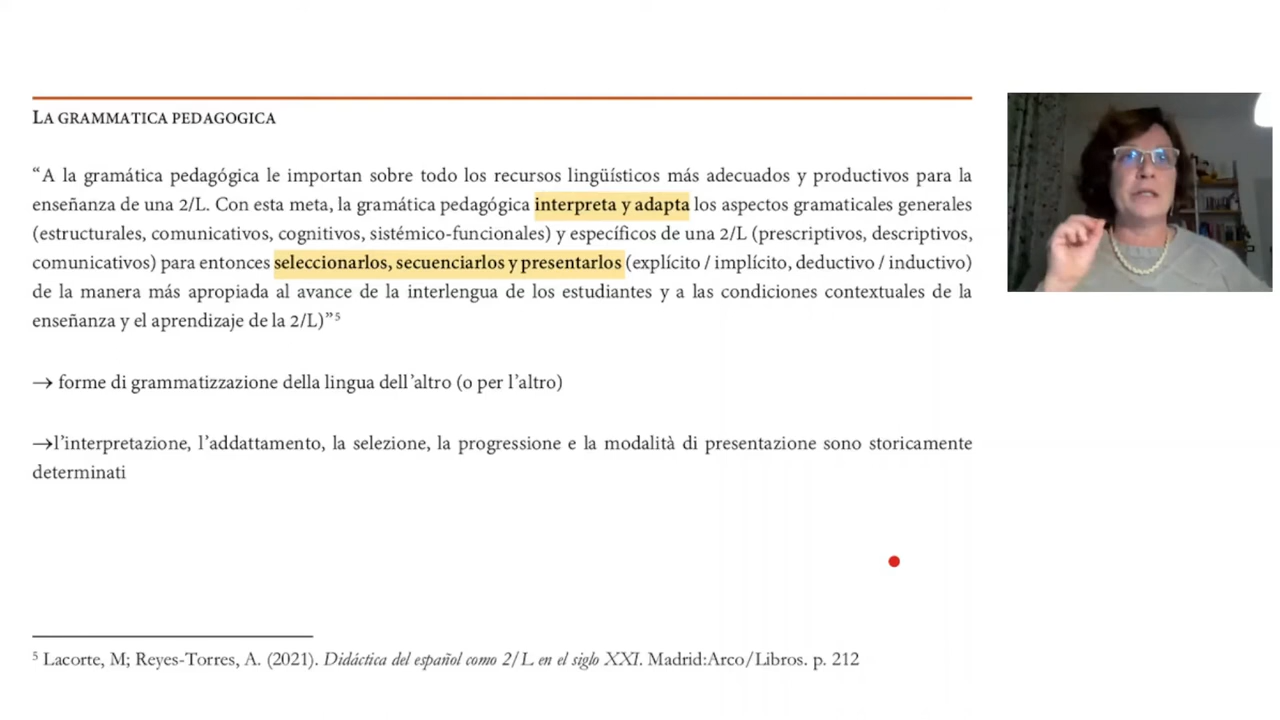 LA GRAMMATICA PEDAGOGICA
“A la gramática pedagógica le importan sobre todo los recursos lingüísticos más adecuados y productivos para la
enseñanza de una 2/L. Con esta meta, la gramática pedagógica interpreta y adapta los aspectos gramaticales generales
(estructurales, comunicativos, cognitivos, sistémico-funcionales) y específicos de una 2/L (prescriptivos, descriptivos,
comunicativos) para entonces seleccionarlos, secuenciarlos y presentarlos (explícito / implícito, deductivo / inductivo)
de la manera más apropiada al avance de la interlengua de los estudiantes y a las condiciones contextuales de la
enseñanza y el aprendizaje de la 2/L)”⁵
→ forme di grammatizzazione della lingua dell’altro (o per l’altro)
→l’interpretazione, l’addattamento, la selezione, la progressione e la modalità di presentazione sono storicamente
determinati
⁵ Lacorte, M; Reyes-Torres, A. (2021). Didáctica del español como 2/L en el siglo XXI. Madrid:Arco/Libros. p. 212